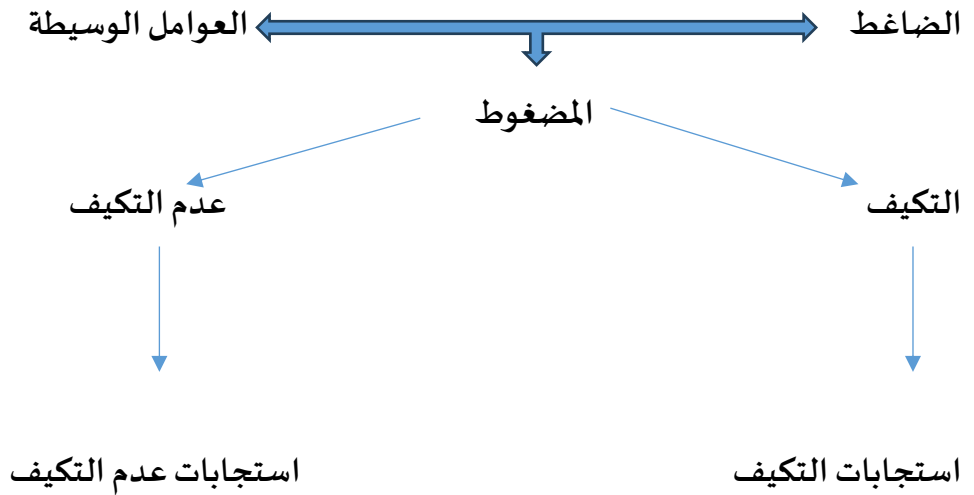 الضاغط
العوامل الوسيطة
المضغوط
التكيف
عدم التكيف
استجابات التكيف
استجابات عدم التكيف